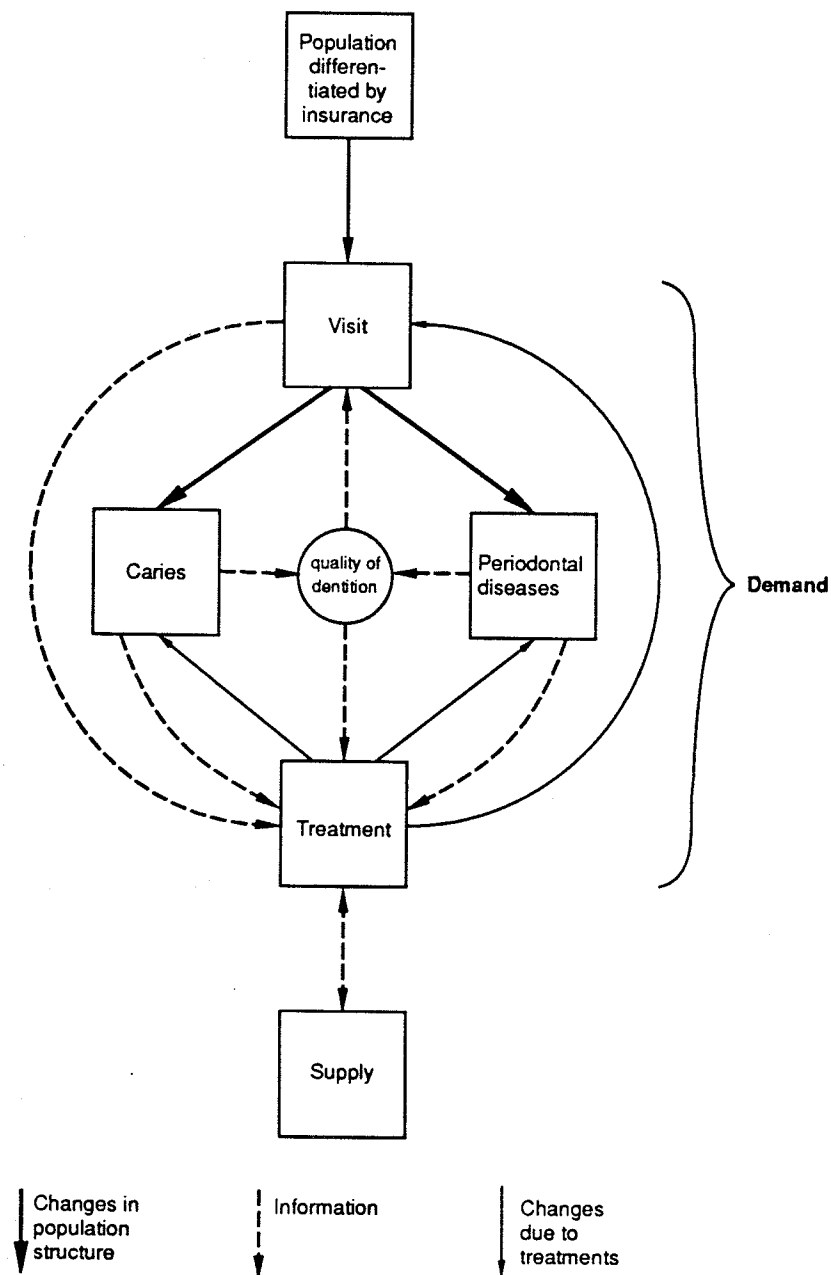 Population
differen-
tiated by
insurance
Visit
Caries
quality of
dentition
Periodontal
diseases
Demand
Treatment
Supply
Changes in
population
structure
Information
Changes
due to
treatments